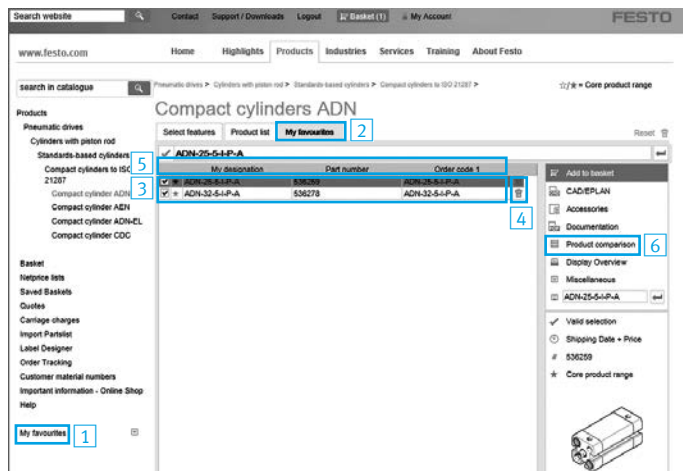 Search website
Contact Support / Downloads Logout Basket (1) My Account
FESTO
www.festo.com
Home Highlights Products Industries Services Training About Festo
search in catalogue
Pneumatic drives > Cylinders with piston rod > Standards-based cylinders > Compact cylinders to ISO 21287 >
☆/★ = Core product range
Products
Pneumatic drives
Cylinders with piston rod
Standards-based cylinders
Compact cylinders to ISO
21287
Compact cylinder ADN
Compact cylinder AEN
Compact cylinder ADN-EL
Compact cylinder CDC
Basket
Netprice lists
Saved Baskets
Quotes
Carriage charges
Import Partslist
Label Designer
Order Tracking
Customer material numbers
Important information - Online Shop
Help
My favourites 1
Compact cylinders ADN
Select features Product list My favourites 2
Reset
ADN-25-5-I-P-A
5
My designation Part number Order code 1
3
ADN-25-5-I-P-A 536259 ADN-25-5-I-P-A
ADN-32-5-I-P-A 536278 ADN-32-5-I-P-A
4
Add to basket
CAD/EPLAN
Accessories
Documentation
Product comparison 6
Display Overview
Miscellaneous
ADN-25-5-I-P-A
Valid selection
Shipping Date + Price
# 536259
Core product range